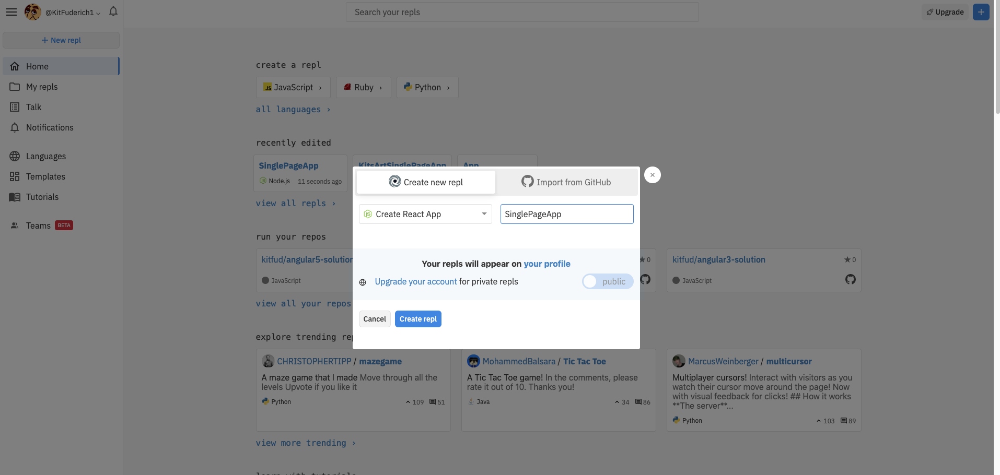 @KitFuderich1
Search your repls
Upgrade
+ New repl
Home
My repls
Talk
Notifications
Languages
Templates
Tutorials
Teams BETA
create a repl
JS JavaScript ›
Ruby ›
Python ›
all languages ›
recently edited
SinglePageApp
Node.js 11 seconds ago
KitsArtSinglePageApp
App
view all repls ›
Create new repl
Import from GitHub
Create React App
SinglePageApp
Your repls will appear on your profile
Upgrade your account for private repls
public
Cancel
Create repl
run your repos
kitfud/angular5-solution
0
JavaScript
kitfud/angular3-solution
0
JavaScript
view all your repos
explore trending rep
CHRISTOPHERTIPP / mazegame
A maze game that I made Move through all the
levels Upvote if you like it
Python
109 51
MohammedBalsara / Tic Tac Toe
A Tic Tac Toe game! In the comments, please
rate it out of 10. Thanks you!
Java
34 86
MarcusWeinberger / multicursor
Multiplayer cursors! Interact with visitors as you
watch their cursor move around the page! Now
with visual feedback for clicks! ## How it works
**The server**...
Python
103 89
view more trending ›
learn with tutorials